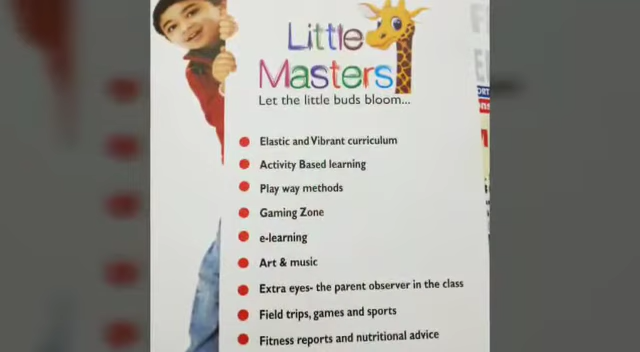 Little
Masters
Let the little buds bloom...
Elastic and Vibrant curriculum
Activity Based learning
Play way methods
Gaming Zone
e-learning
Art & music
Extra eyes- the parent observer in the class
Field trips, games and sports
Fitness reports and nutritional advice